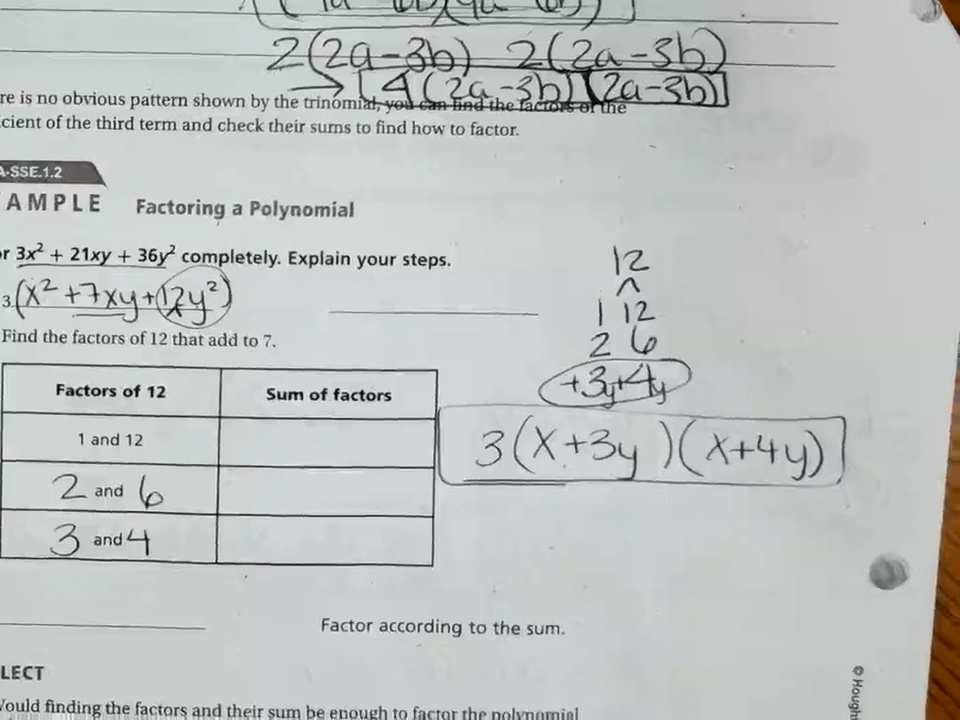 2(2a-3b) 2(2a-3b)
→ [4(2a-3b)(2a-3b)]
re is no obvious pattern shown by the trinomial, you can find the factors of the
cient of the third term and check their sums to find how to factor.
A-SSE.1.2
AMPLE Factoring a Polynomial
r 3x² + 21xy + 36y² completely. Explain your steps.
3(x²+7xy+12y²)
Find the factors of 12 that add to 7.
12
^
1 12
2 6
+3y+4y
3(x+3y)(x+4y)
Factors of 12 Sum of factors
1 and 12
2 and 6
3 and 4
Factor according to the sum.
LECT
Would finding the factors and their sum be enough to factor the polynomial
© Hough